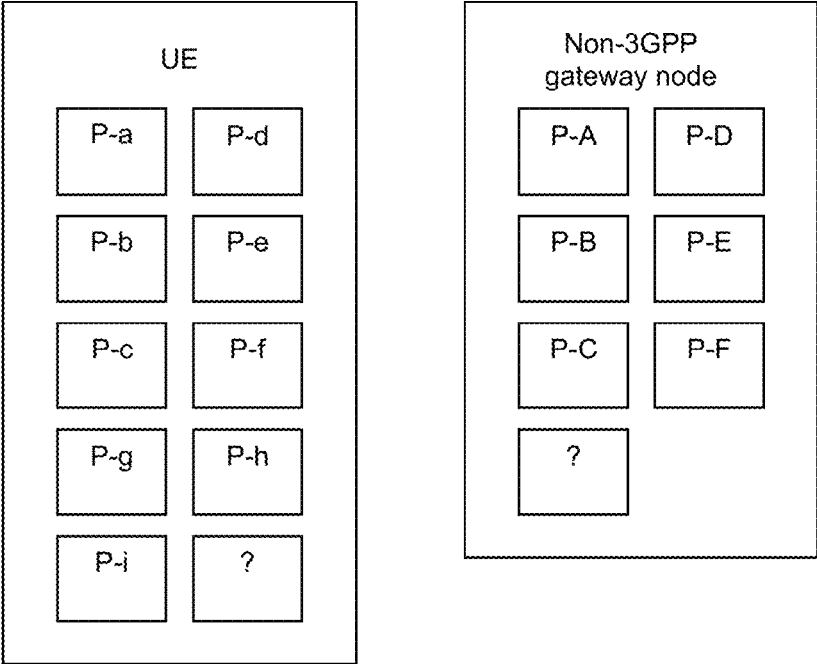 UE
P-a
P-d
P-b
P-e
P-c
P-f
P-g
P-h
P-i
?
Non-3GPP
gateway node
P-A
P-D
P-B
P-E
P-C
P-F
?